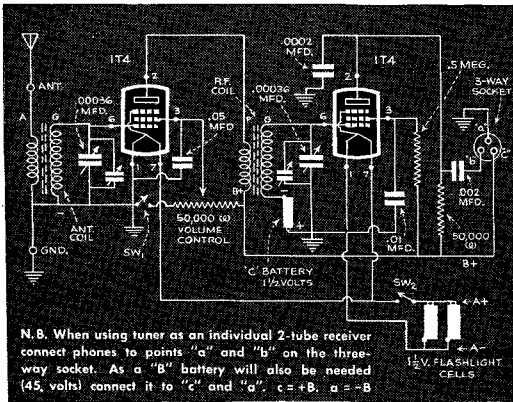 1T4
.0002
MFD.
1T4
.5 MEG.
3-WAY
SOCKET
2
2
ANT.
R.F.
COIL
.00036
MFD.
.00036
MFD.
.05
MFD
A
G
6
3
P
G
6
3
a
b
c
1
7
B+
1
7
.002
MFD.
ANT.
COIL
SW1
50,000 (Ω)
VOLUME
CONTROL
-
+
.01
MFD.
50,000
(Ω)
GND.
"C" BATTERY
1½ VOLTS
B+
SW2
A+
A-
1½ V. FLASHLIGHT
CELLS
N.B. When using tuner as an individual 2-tube receiver
connect phones to points "a" and "b" on the three-
way socket. As a "B" battery will also be needed
(45, volts) connect it to "c" and "a". c = +B. a = -B